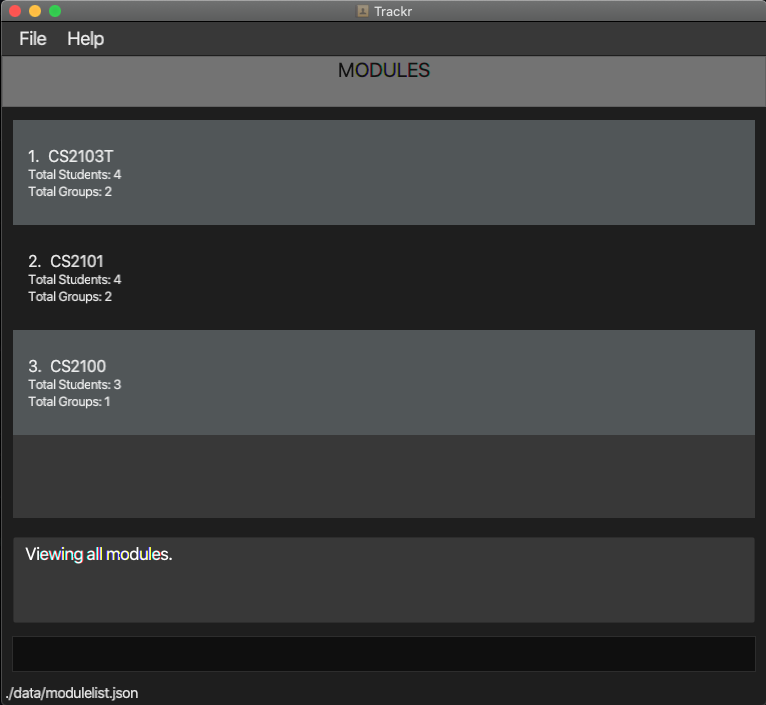 Trackr
File Help
MODULES
1. CS2103T
Total Students: 4
Total Groups: 2
2. CS2101
Total Students: 4
Total Groups: 2
3. CS2100
Total Students: 3
Total Groups: 1
Viewing all modules.
./data/modulelist.json